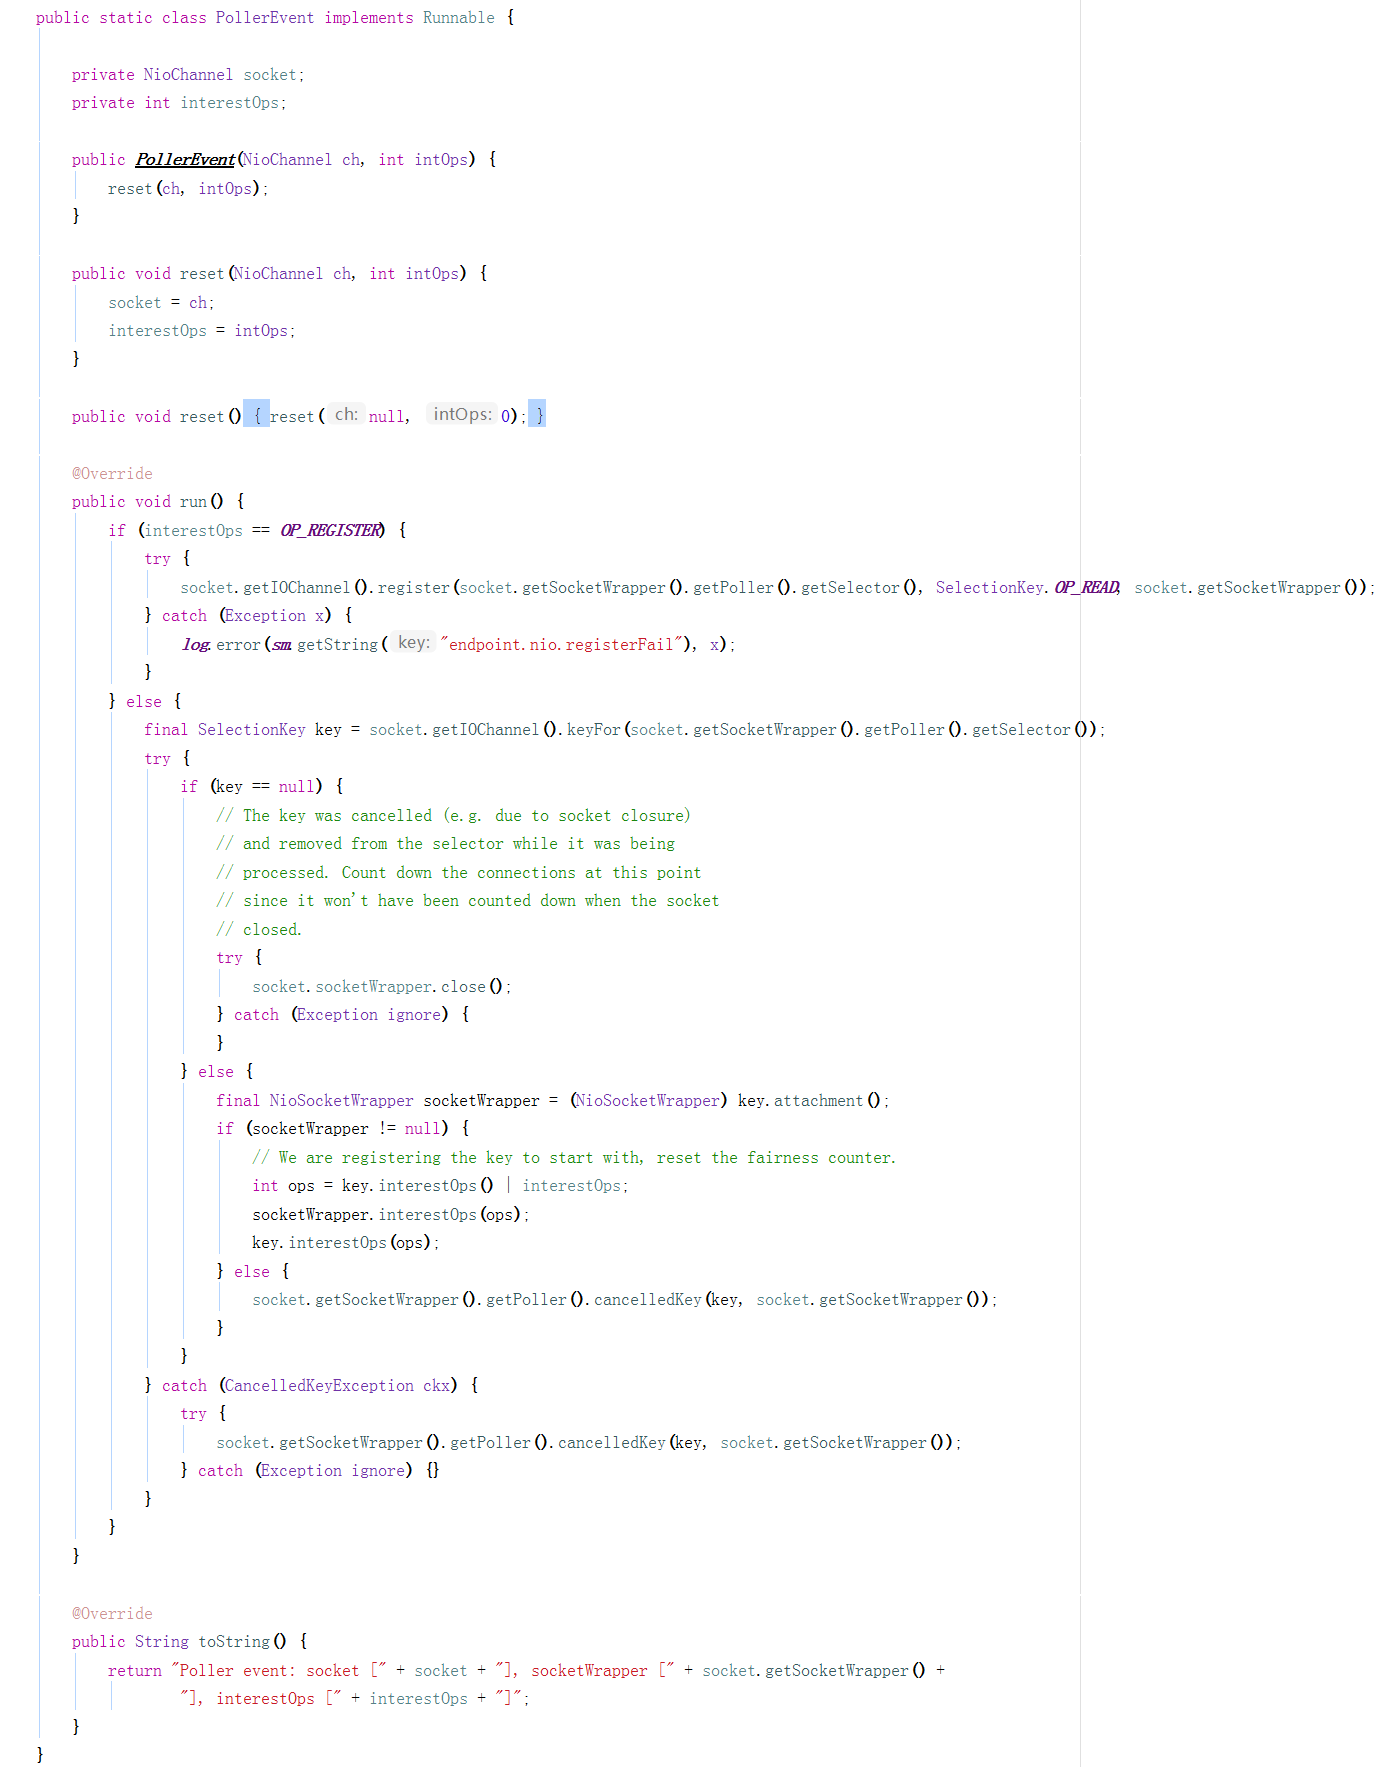 public static class PollerEvent implements Runnable {
private NioChannel socket;
private int interestOps;
public PollerEvent(NioChannel ch, int intOps) {
reset(ch, intOps);
}
public void reset(NioChannel ch, int intOps) {
socket = ch;
interestOps = intOps;
}
public void reset() { reset( ch: null, intOps: 0); }
@Override
public void run() {
if (interestOps == OP_REGISTER) {
try {
socket.getIOChannel().register(socket.getSocketWrapper().getPoller().getSelector(), SelectionKey.OP_READ, socket.getSocketWrapper());
} catch (Exception x) {
log.error(sm.getString( key: "endpoint.nio.registerFail"), x);
}
} else {
final SelectionKey key = socket.getIOChannel().keyFor(socket.getSocketWrapper().getPoller().getSelector());
try {
if (key == null) {
// The key was cancelled (e.g. due to socket closure)
// and removed from the selector while it was being
// processed. Count down the connections at this point
// since it won't have been counted down when the socket
// closed.
try {
socket.socketWrapper.close();
} catch (Exception ignore) {
}
} else {
final NioSocketWrapper socketWrapper = (NioSocketWrapper) key.attachment();
if (socketWrapper != null) {
// We are registering the key to start with, reset the fairness counter.
int ops = key.interestOps() | interestOps;
socketWrapper.interestOps(ops);
key.interestOps(ops);
} else {
socket.getSocketWrapper().getPoller().cancelledKey(key, socket.getSocketWrapper());
}
}
} catch (CancelledKeyException ckx) {
try {
socket.getSocketWrapper().getPoller().cancelledKey(key, socket.getSocketWrapper());
} catch (Exception ignore) {}
}
}
}
@Override
public String toString() {
return "Poller event: socket [" + socket + "], socketWrapper [" + socket.getSocketWrapper() +
"], interestOps [" + interestOps + "]";
}
}